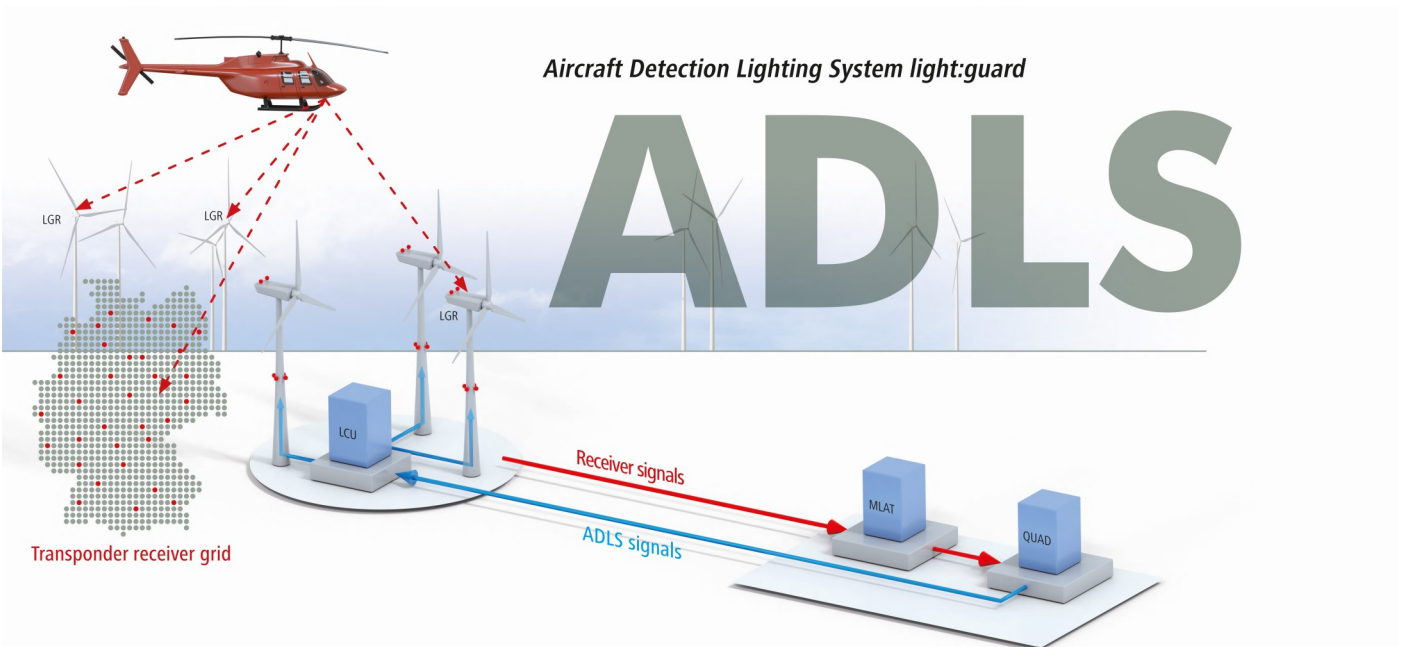 Aircraft Detection Lighting System light:guard
ADLS
LGR
LGR
LGR
LCU
Receiver signals
MLAT
QUAD
ADLS signals
Transponder receiver grid